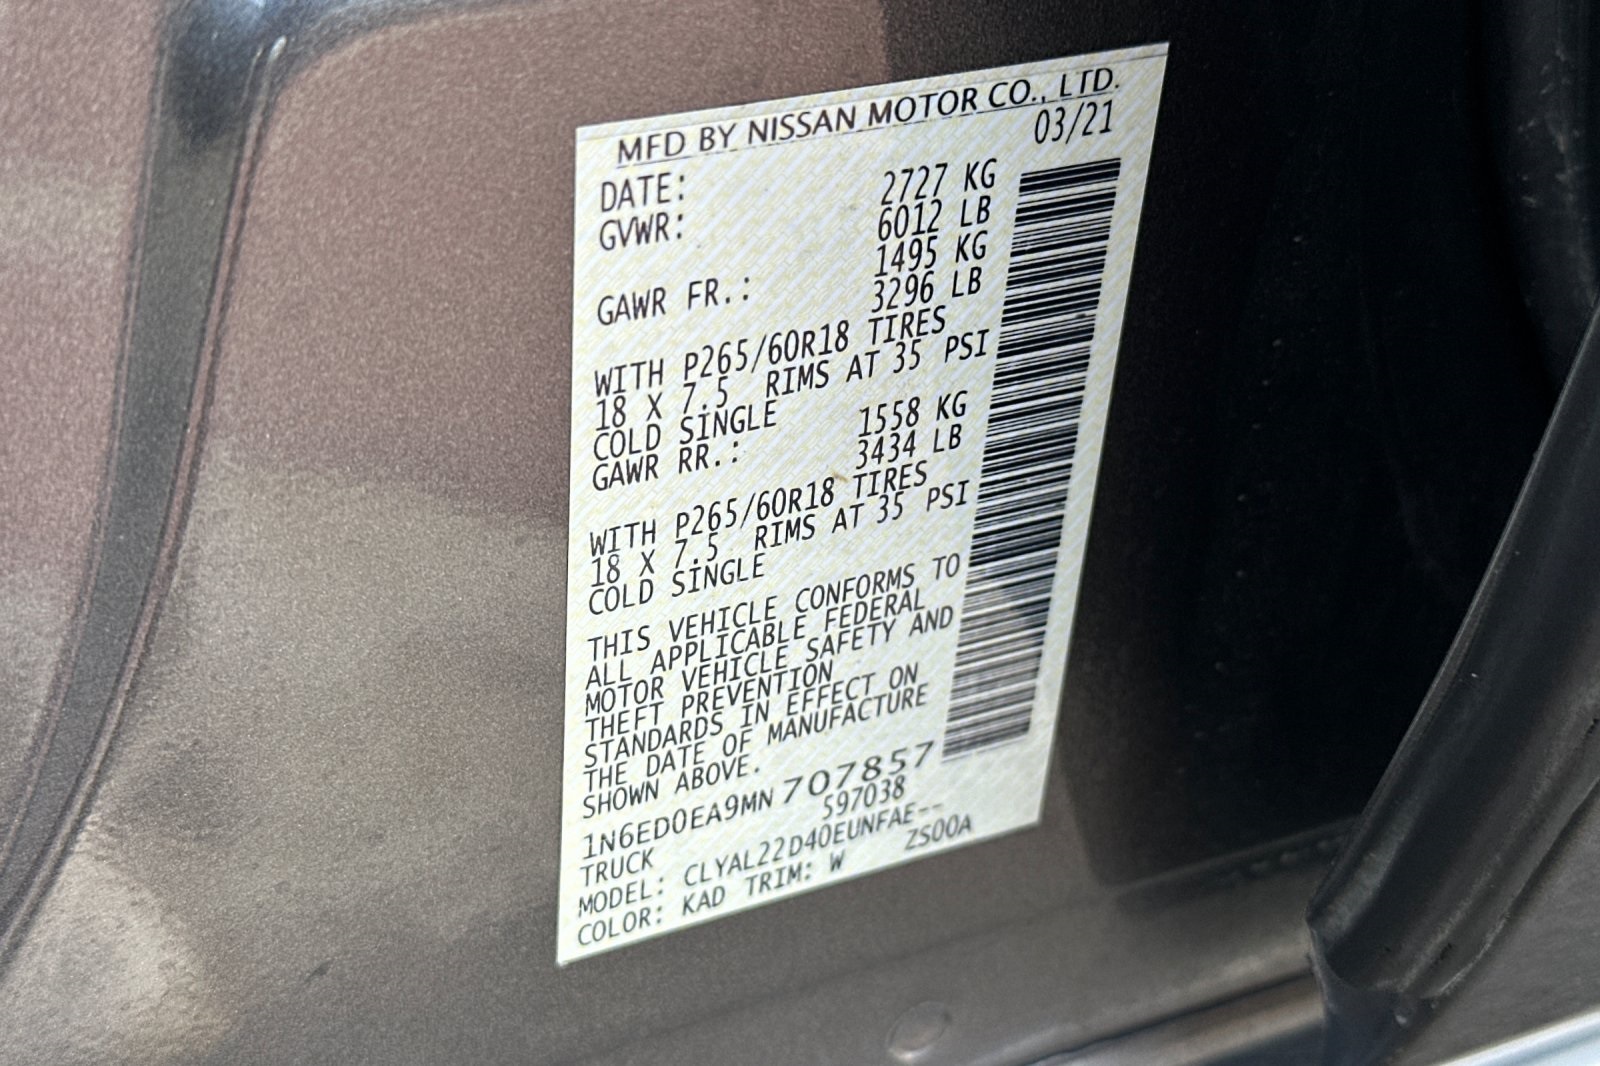 MFD BY NISSAN MOTOR CO., LTD.
DATE: 03/21
GVWR: 2727 KG
6012 LB
GAWR FR.: 1495 KG
3296 LB
WITH P265/60R18 TIRES
18 X 7.5 RIMS AT 35 PSI
COLD SINGLE
GAWR RR.: 1558 KG
3434 LB
WITH P265/60R18 TIRES
18 X 7.5 RIMS AT 35 PSI
COLD SINGLE
THIS VEHICLE CONFORMS TO
ALL APPLICABLE FEDERAL
MOTOR VEHICLE SAFETY AND
THEFT PREVENTION
STANDARDS IN EFFECT ON
THE DATE OF MANUFACTURE
SHOWN ABOVE.
1N6ED0EA9MN 707857
TRUCK 597038
MODEL: CLYAL22D40EUNFAE--
COLOR: KAD TRIM: W ZS00A